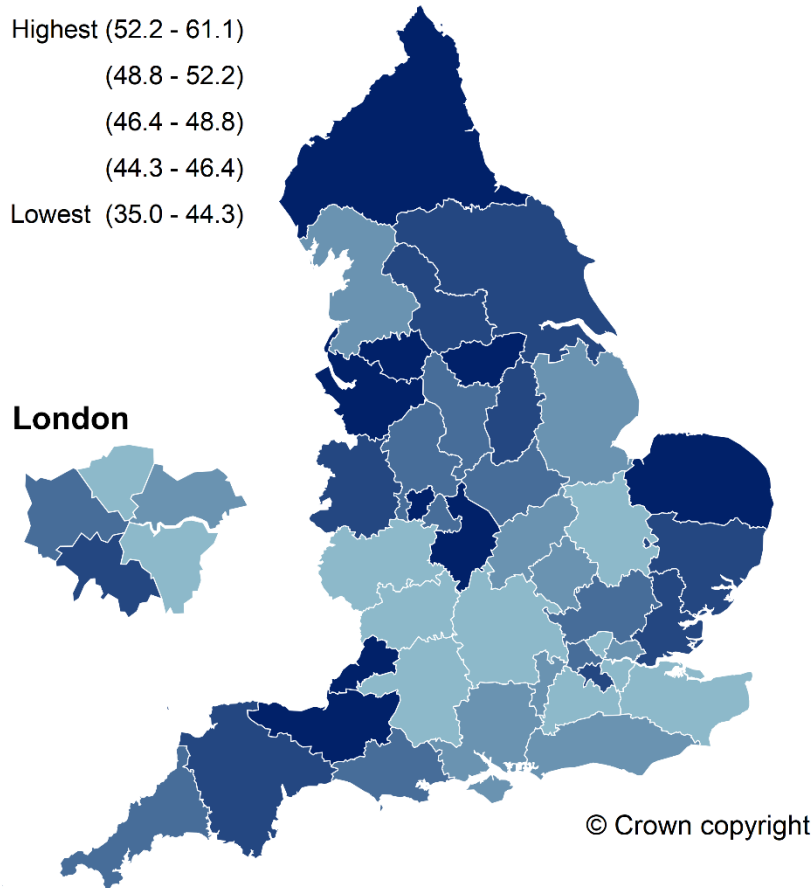 Highest (52.2 - 61.1)
(48.8 - 52.2)
(46.4 - 48.8)
(44.3 - 46.4)
Lowest (35.0 - 44.3)
London
© Crown copyright